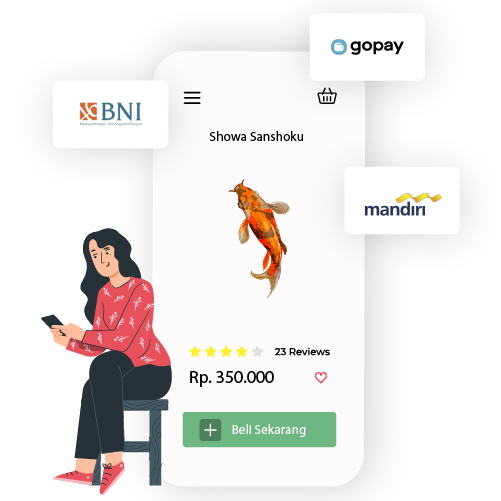 gopay
BNI
Showa Sanshoku
mandiri
23 Reviews
Rp. 350.000
Beli Sekarang